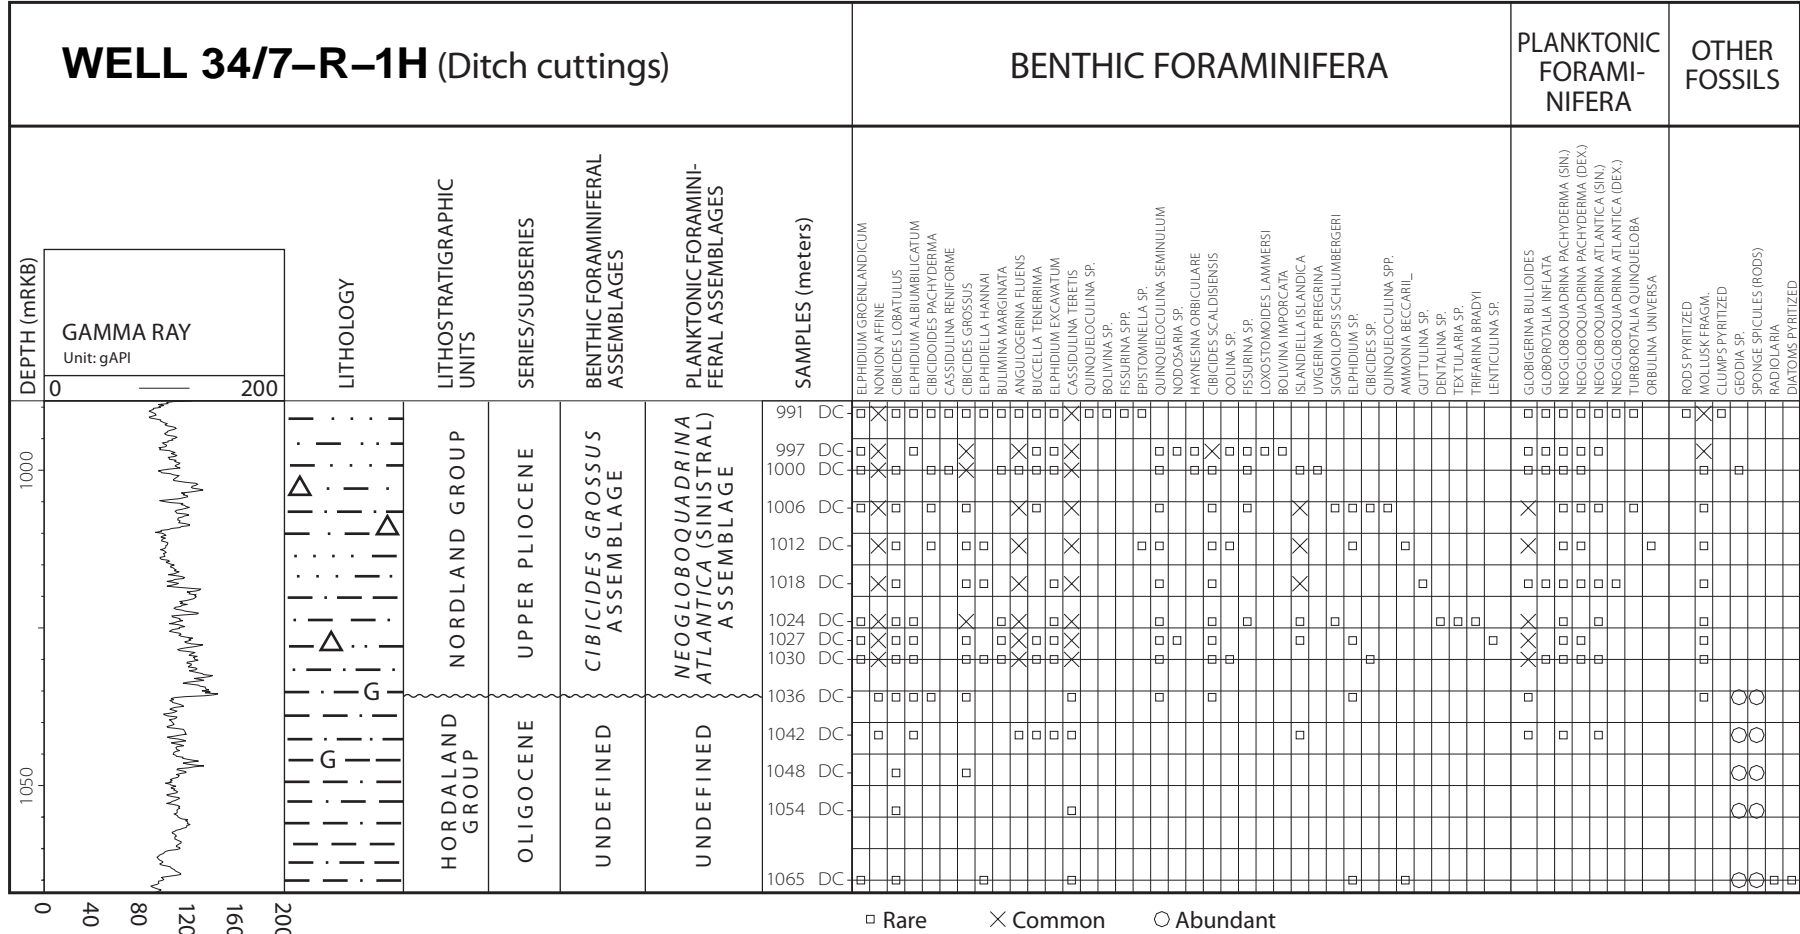 WELL 34/7–R–1H (Ditch cuttings)
BENTHIC FORAMINIFERA
PLANKTONIC
FORAMI-
NIFERA
OTHER
FOSSILS
DEPTH (mRKB)
GAMMA RAY
Unit: gAPI
0 200
LITHOLOGY
LITHOSTRATIGRAPHIC
UNITS
SERIES/SUBSERIES
BENTHIC FORAMINIFERAL
ASSEMBLAGES
PLANKTONIC FORAMINI-
FERAL ASSEMBLAGES
SAMPLES (meters)
ELPHIDIUM GROENLANDICUM
NONION AFFINE
CIBICIDES LOBATULUS
ELPHIDIUM ALBIUMBILICATUM
CIBICIDOIDES PACHYDERMA
CASSIDULINA RENIFORME
CIBICIDES GROSSUS
ELPHIDIELLA HANNAI
BULIMINA MARGINATA
ANGULOGERINA FLUENS
BUCCELLA TENERRIMA
ELPHIDIUM EXCAVATUM
CASSIDULINA TERETIS
QUINQUELOCULINA SP.
BOLIVINA SP.
FISSURINA SPP.
EPISTOMINELLA SP.
QUINQUELOCULINA SEMINULUM
NODOSARIA SP.
HAYNESINA ORBICULARE
CIBICIDES SCALDISIENSIS
OOLINA SP.
FISSURINA SP.
LOXOSTOMOIDES LAMMERSI
BOLIVINA IMPORCATA
ISLANDIELLA ISLANDICA
UVIGERINA PEREGRINA
SIGMOILOPSIS SCHLUMBERGERI
ELPHIDIUM SP.
CIBICIDES SP.
QUINQUELOCULINA SPP.
AMMONIA BECCARII_
GUTTULINA SP.
DENTALINA SP.
TEXTULARIA SP.
TRIFARINA BRADYI
LENTICULINA SP.
GLOBIGERINA BULLOIDES
GLOBOROTALIA INFLATA
NEOGLOBOQUADRINA PACHYDERMA (SIN.)
NEOGLOBOQUADRINA PACHYDERMA (DEX.)
NEOGLOBOQUADRINA ATLANTICA (SIN.)
NEOGLOBOQUADRINA ATLANTICA (DEX.)
TURBOROTALIA QUINQUELOBA
ORBULINA UNIVERSA
RODS PYRITIZED
MOLLUSK FRAGM.
CLUMPS PYRITIZED
GEODIA SP.
SPONGE SPICULES (RODS)
RADIOLARIA
DIATOMS PYRITIZED
1000
1050
G
G
NORDLAND GROUP
HORDALAND
GROUP
UPPER PLIOCENE
OLIGOCENE
CIBICIDES GROSSUS
ASSEMBLAGE
UNDEFINED
NEOGLOBOQUADRINA
ATLANTICA (SINISTRAL)
ASSEMBLAGE
UNDEFINED
991 DC
997 DC
1000 DC
1006 DC
1012 DC
1018 DC
1024 DC
1027 DC
1030 DC
1036 DC
1042 DC
1048 DC
1054 DC
1065 DC
0 40 80 120 160 200
Rare Common Abundant